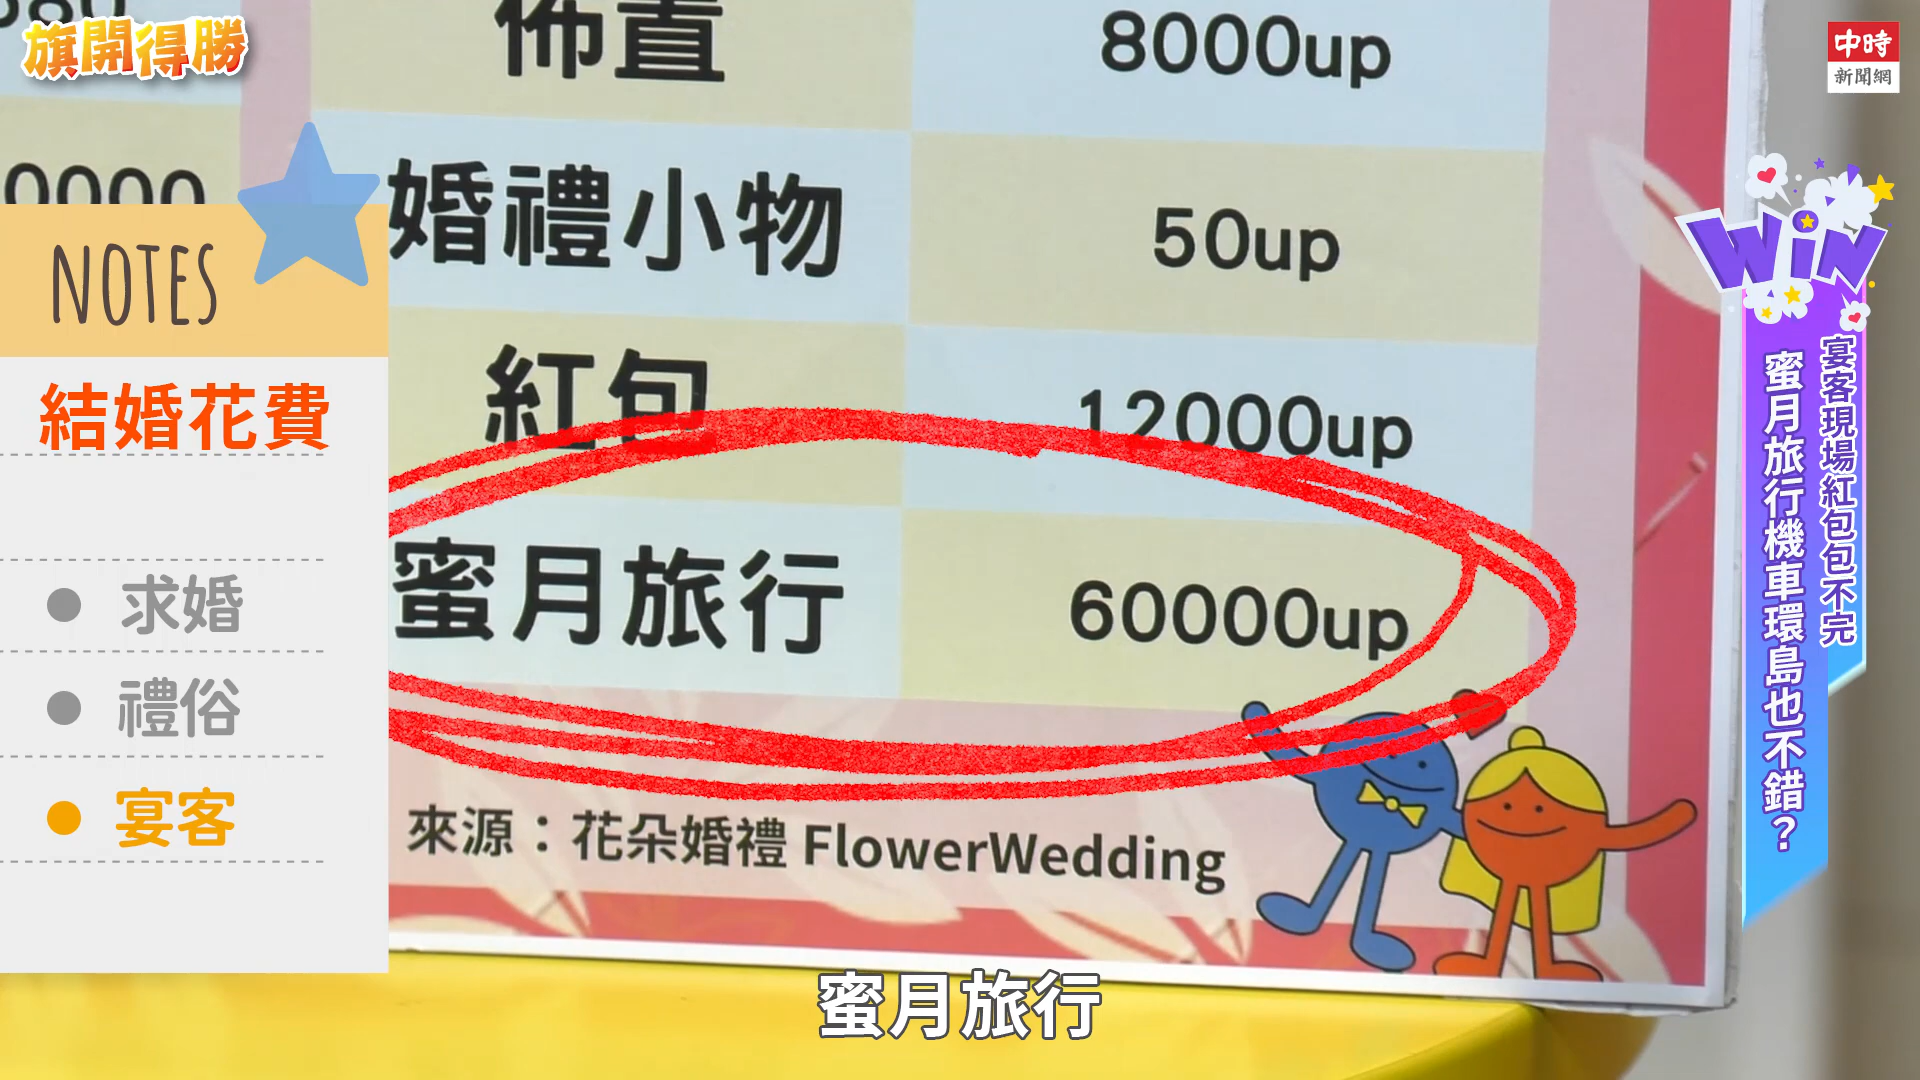 旗開得勝
中時
新聞網
佈置
8000up
0000
婚禮小物
50up
紅包
12000up
蜜月旅行
60000up
來源：花朵婚禮 FlowerWedding
NOTES
結婚花費
求婚
禮俗
宴客
WiN
宴客現場紅包包不完
蜜月旅行機車環島也不錯？
蜜月旅行